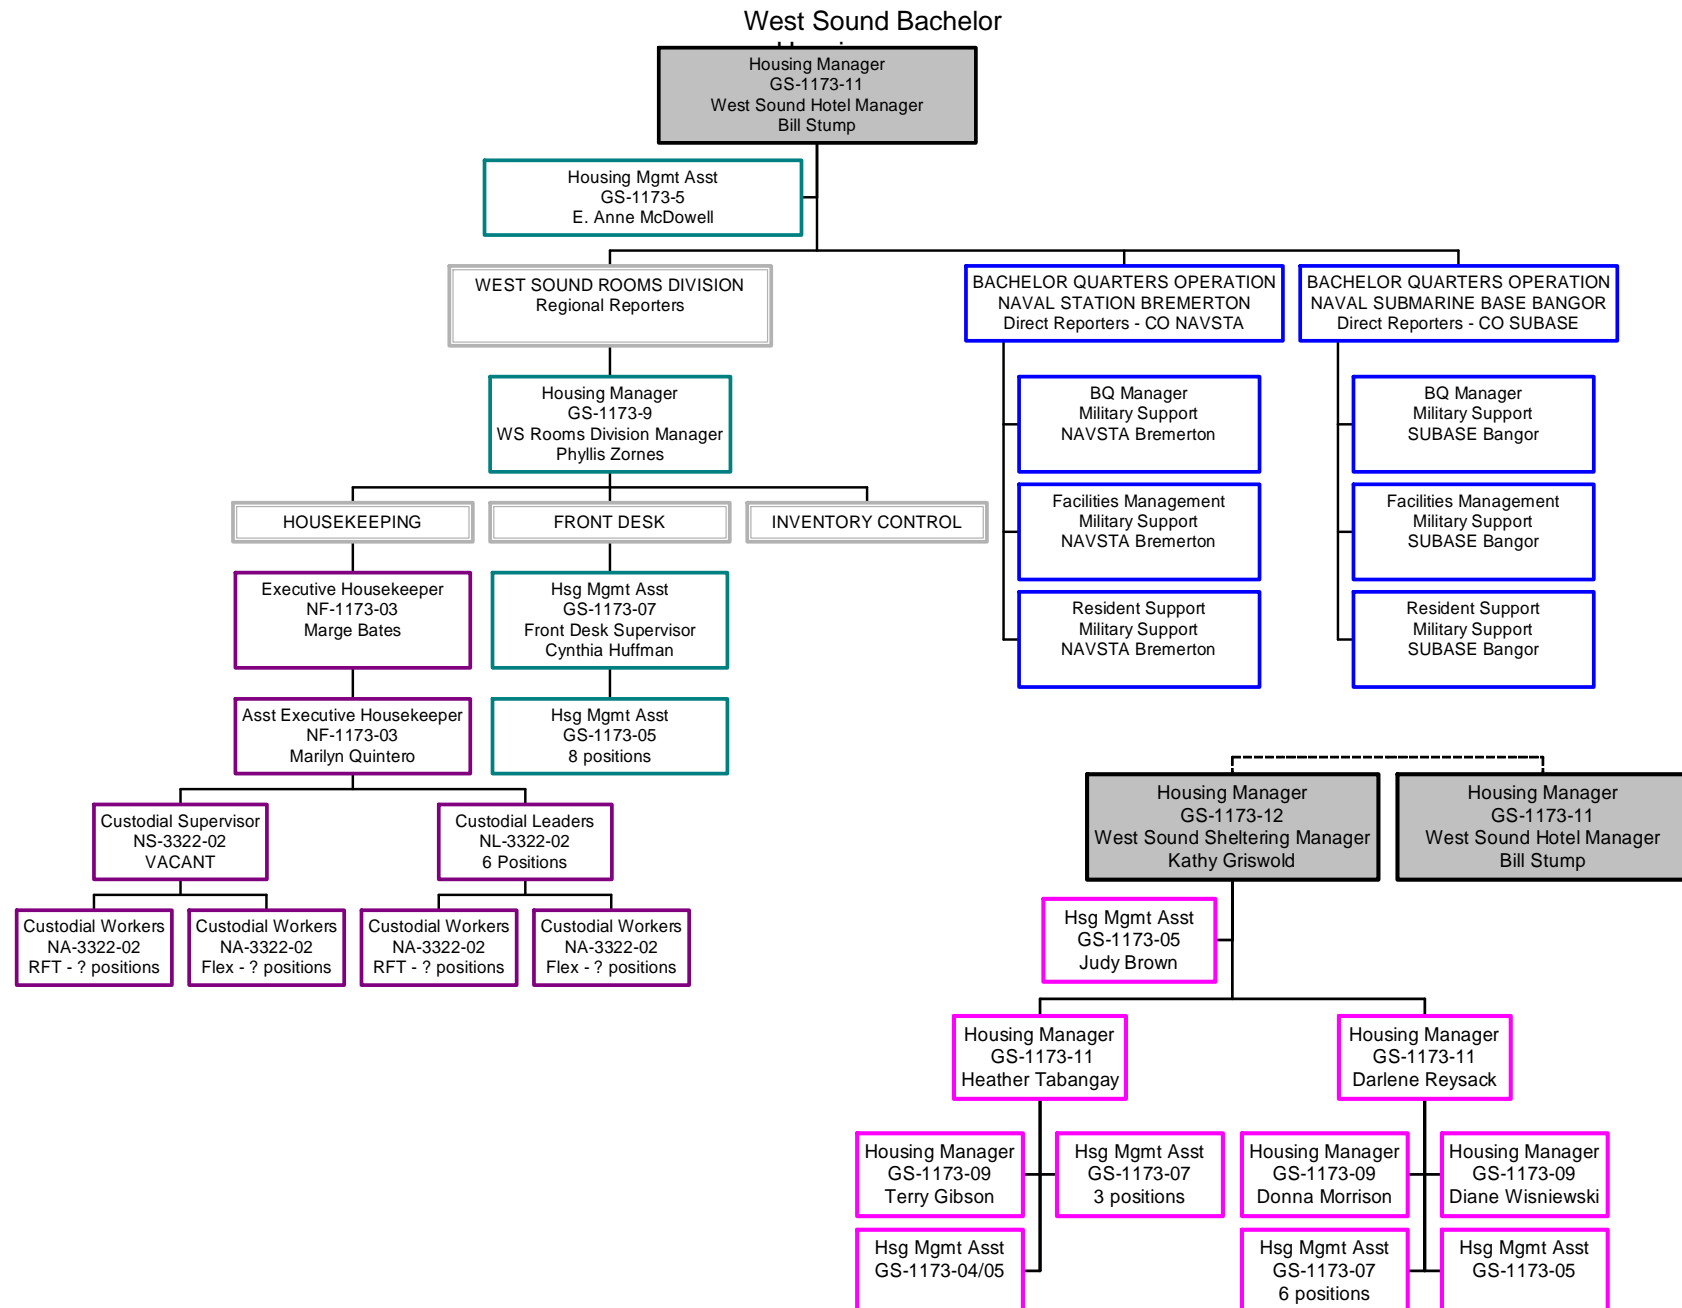 West Sound Bachelor
Housing Manager
GS-1173-11
West Sound Hotel Manager
Bill Stump
Housing Mgmt Asst
GS-1173-5
E. Anne McDowell
WEST SOUND ROOMS DIVISION
Regional Reporters
BACHELOR QUARTERS OPERATION
NAVAL STATION BREMERTON
Direct Reporters - CO NAVSTA
BACHELOR QUARTERS OPERATION
NAVAL SUBMARINE BASE BANGOR
Direct Reporters - CO SUBASE
Housing Manager
GS-1173-9
WS Rooms Division Manager
Phyllis Zornes
BQ Manager
Military Support
NAVSTA Bremerton
BQ Manager
Military Support
SUBASE Bangor
HOUSEKEEPING
FRONT DESK
INVENTORY CONTROL
Facilities Management
Military Support
NAVSTA Bremerton
Facilities Management
Military Support
SUBASE Bangor
Executive Housekeeper
NF-1173-03
Marge Bates
Hsg Mgmt Asst
GS-1173-07
Front Desk Supervisor
Cynthia Huffman
Resident Support
Military Support
NAVSTA Bremerton
Resident Support
Military Support
SUBASE Bangor
Asst Executive Housekeeper
NF-1173-03
Marilyn Quintero
Hsg Mgmt Asst
GS-1173-05
8 positions
Custodial Supervisor
NS-3322-02
VACANT
Custodial Leaders
NL-3322-02
6 Positions
Custodial Workers
NA-3322-02
RFT - ? positions
Custodial Workers
NA-3322-02
Flex - ? positions
Custodial Workers
NA-3322-02
RFT - ? positions
Custodial Workers
NA-3322-02
Flex - ? positions
Housing Manager
GS-1173-12
West Sound Sheltering Manager
Kathy Griswold
Housing Manager
GS-1173-11
West Sound Hotel Manager
Bill Stump
Hsg Mgmt Asst
GS-1173-05
Judy Brown
Housing Manager
GS-1173-11
Heather Tabangay
Housing Manager
GS-1173-11
Darlene Reysack
Housing Manager
GS-1173-09
Terry Gibson
Hsg Mgmt Asst
GS-1173-07
3 positions
Housing Manager
GS-1173-09
Donna Morrison
Housing Manager
GS-1173-09
Diane Wisniewski
Hsg Mgmt Asst
GS-1173-04/05
Hsg Mgmt Asst
GS-1173-07
6 positions
Hsg Mgmt Asst
GS-1173-05